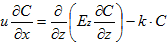 u ∂C/∂x = ∂/∂z (E_z ∂C/∂z) − k · C